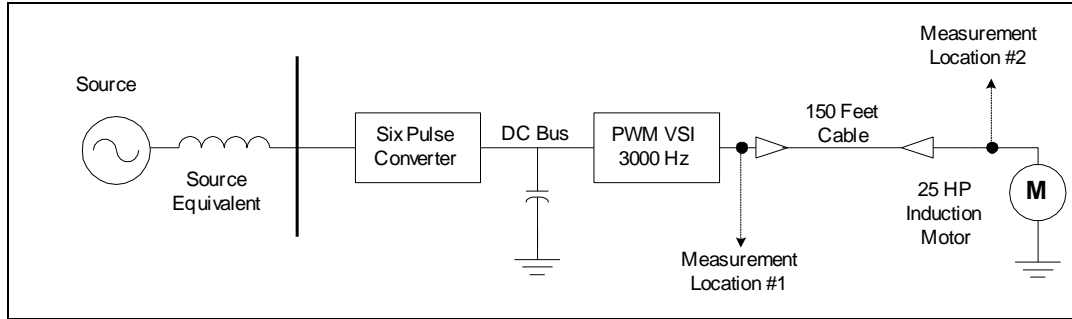 Measurement
Location #2
Source
150 Feet
Cable
Six Pulse
Converter
DC Bus
PWM VSI
3000 Hz
Source
Equivalent
M
25 HP
Induction
Motor
Measurement
Location #1